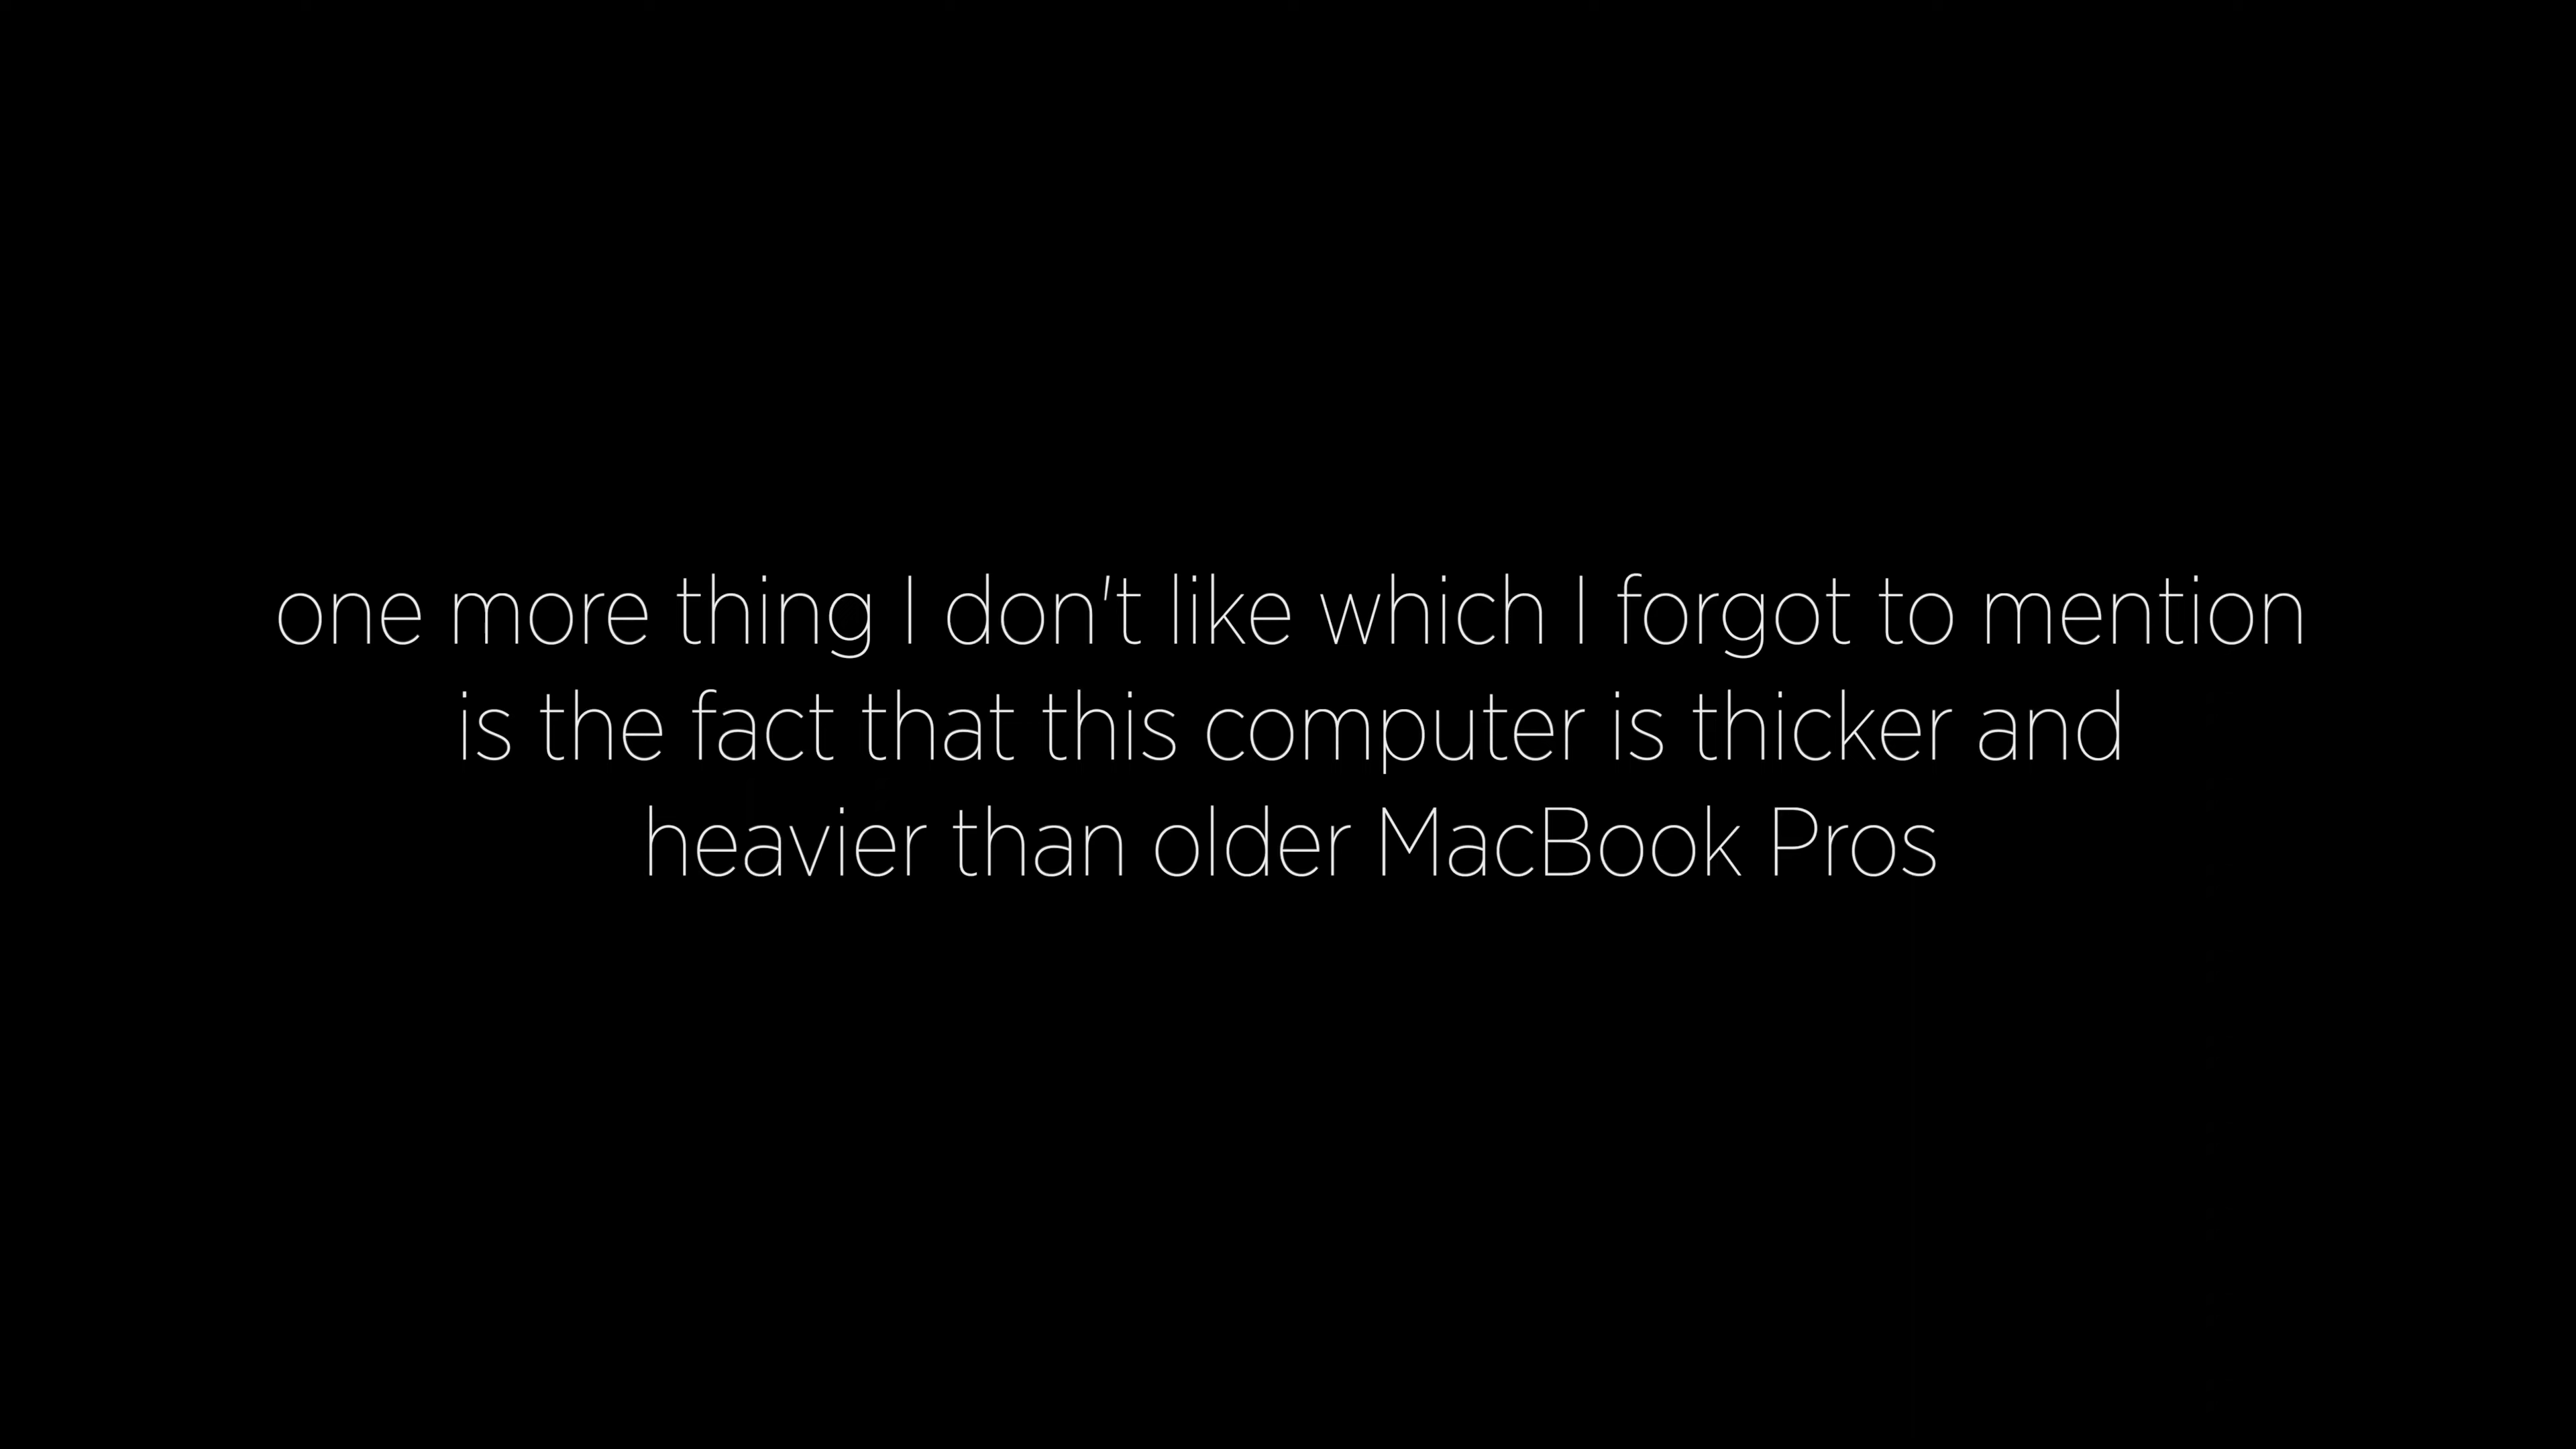 one more thing I don't like which I forgot to mention
is the fact that this computer is thicker and
heavier than older MacBook Pros